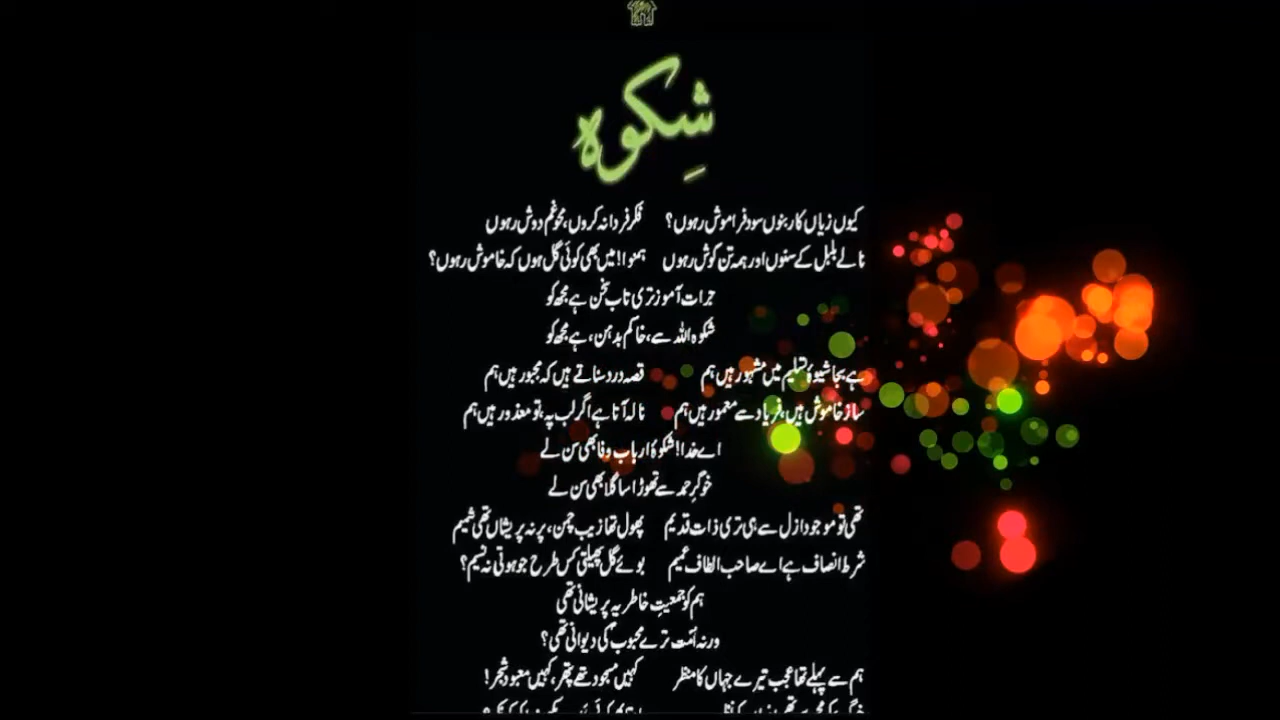 شِکوہ
کیوں زیاں کار بنوں سود فراموش رہوں؟ فکر فردا نہ کروں، محو غم دوش رہوں
نالے بلبل کے سنوں اور ہمہ تن گوش رہوں ہمنوا! میں بھی کوئی گل ہوں کہ خاموش رہوں؟
جرات آموز تری تاب سخن ہے مجھ کو
شکوہ اللہ سے، خاکم بدہن، ہے مجھ کو
ہے بجا شیوۂ تسلیم میں مشہور ہیں ہم قصہ درد سناتے ہیں کہ مجبور ہیں ہم
ساز خاموش ہیں، فریاد سے معمور ہیں ہم نالہ آتا ہے اگر لب پہ، تو معذور ہیں ہم
اے خدا! شکوۂ ارباب وفا بھی سن لے
خوگرِ حمد سے تھوڑا سا گلا بھی سن لے
تھی تو موجود ازل سے ہی تری ذات قدیم پھول تھا زیب چمن، پر نہ پریشاں تھی شمیم
شرط انصاف ہے اے صاحب الطاف عمیم بوئے گل پھیلتی کس طرح جو ہوتی نہ نسیم؟
ہم کو جمعیتِ خاطر یہ پریشانی تھی
ورنہ اُمت ترے محبوبؐ کی دیوانی تھی؟
ہم سے پہلے تھا عجب تیرے جہاں کا منظر کہیں مسجود تھے پتھر، کہیں معبود شجر!